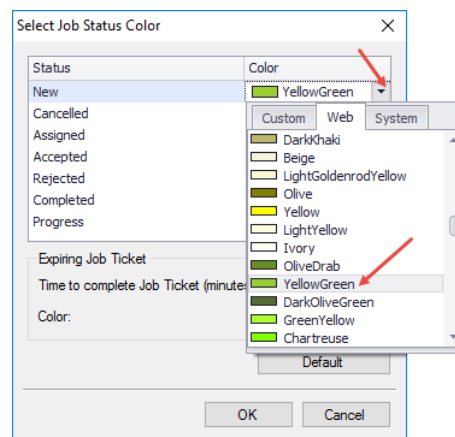 Select Job Status Color
Status Color
New YellowGreen
Cancelled
Assigned
Accepted
Rejected
Completed
Progress
Custom Web System
DarkKhaki
Beige
LightGoldenrodYellow
Olive
Yellow
LightYellow
Ivory
OliveDrab
YellowGreen
DarkOliveGreen
GreenYellow
Chartreuse
Expiring Job Ticket
Time to complete Job Ticket (minute
Color:
Default
OK Cancel